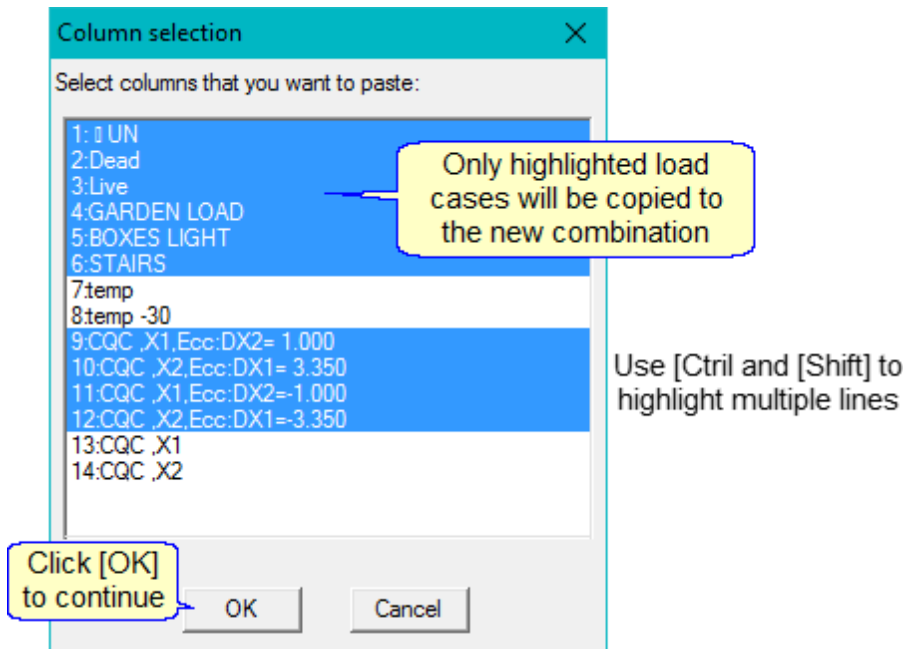 Column selection
Select columns that you want to paste:
1: ▯ UN
2:Dead
3:Live
4:GARDEN LOAD
5:BOXES LIGHT
6:STAIRS
7:temp
8:temp -30
9:CQC ,X1,Ecc:DX2= 1.000
10:CQC ,X2,Ecc:DX1= 3.350
11:CQC ,X1,Ecc:DX2=-1.000
12:CQC ,X2,Ecc:DX1=-3.350
13:CQC ,X1
14:CQC ,X2
Only highlighted load
cases will be copied to
the new combination
Use [Ctril and [Shift] to
highlight multiple lines
Click [OK]
to continue
OK
Cancel